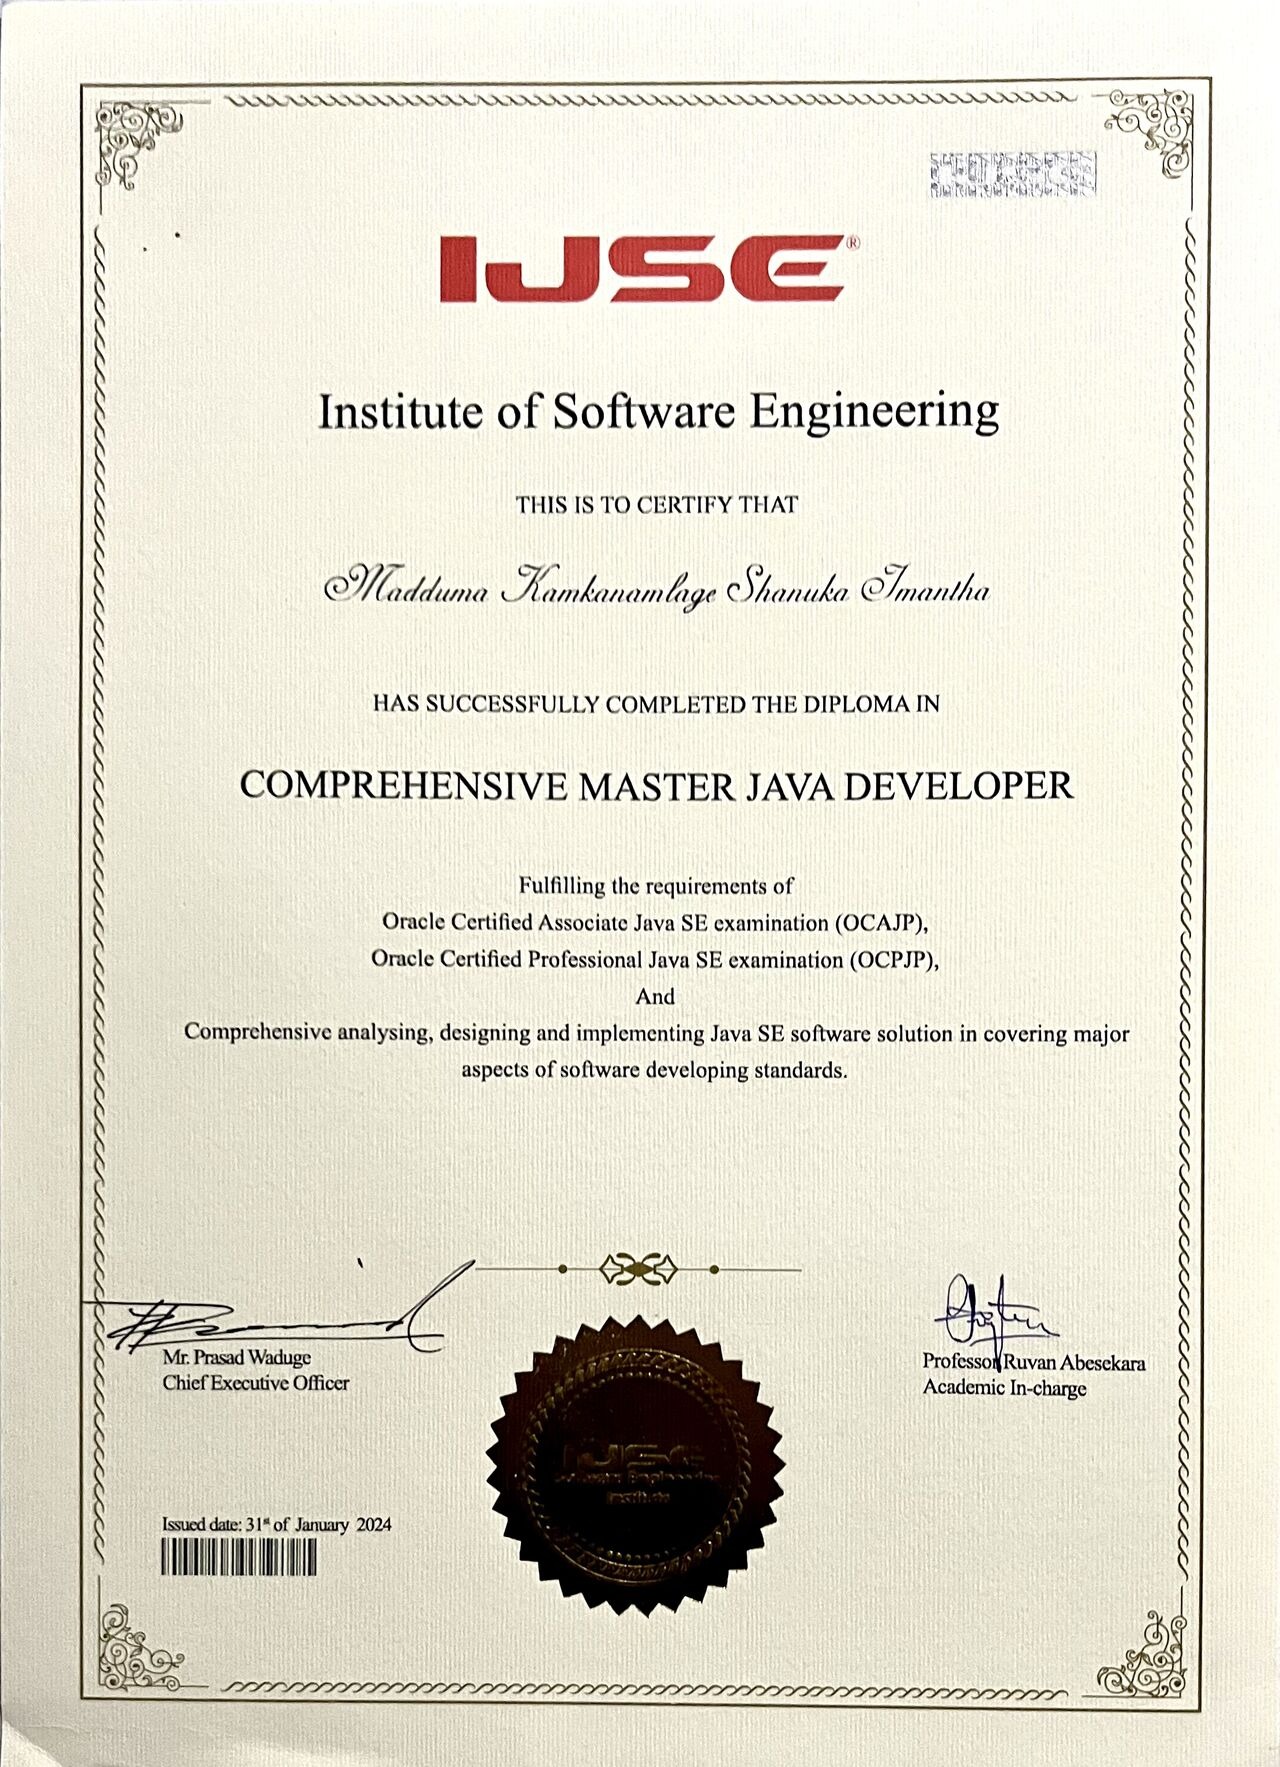 IJSE®
Institute of Software Engineering
THIS IS TO CERTIFY THAT
Madduma Kamkanamlage Shanuka Imantha
HAS SUCCESSFULLY COMPLETED THE DIPLOMA IN
COMPREHENSIVE MASTER JAVA DEVELOPER
Fulfilling the requirements of
Oracle Certified Associate Java SE examination (OCAJP),
Oracle Certified Professional Java SE examination (OCPJP),
And
Comprehensive analysing, designing and implementing Java SE software solution in covering major
aspects of software developing standards.
Mr. Prasad Waduge
Chief Executive Officer
Professor Ruvan Abesekara
Academic In-charge
IJSE
Software Engineering
Institute
Issued date: 31st of January 2024